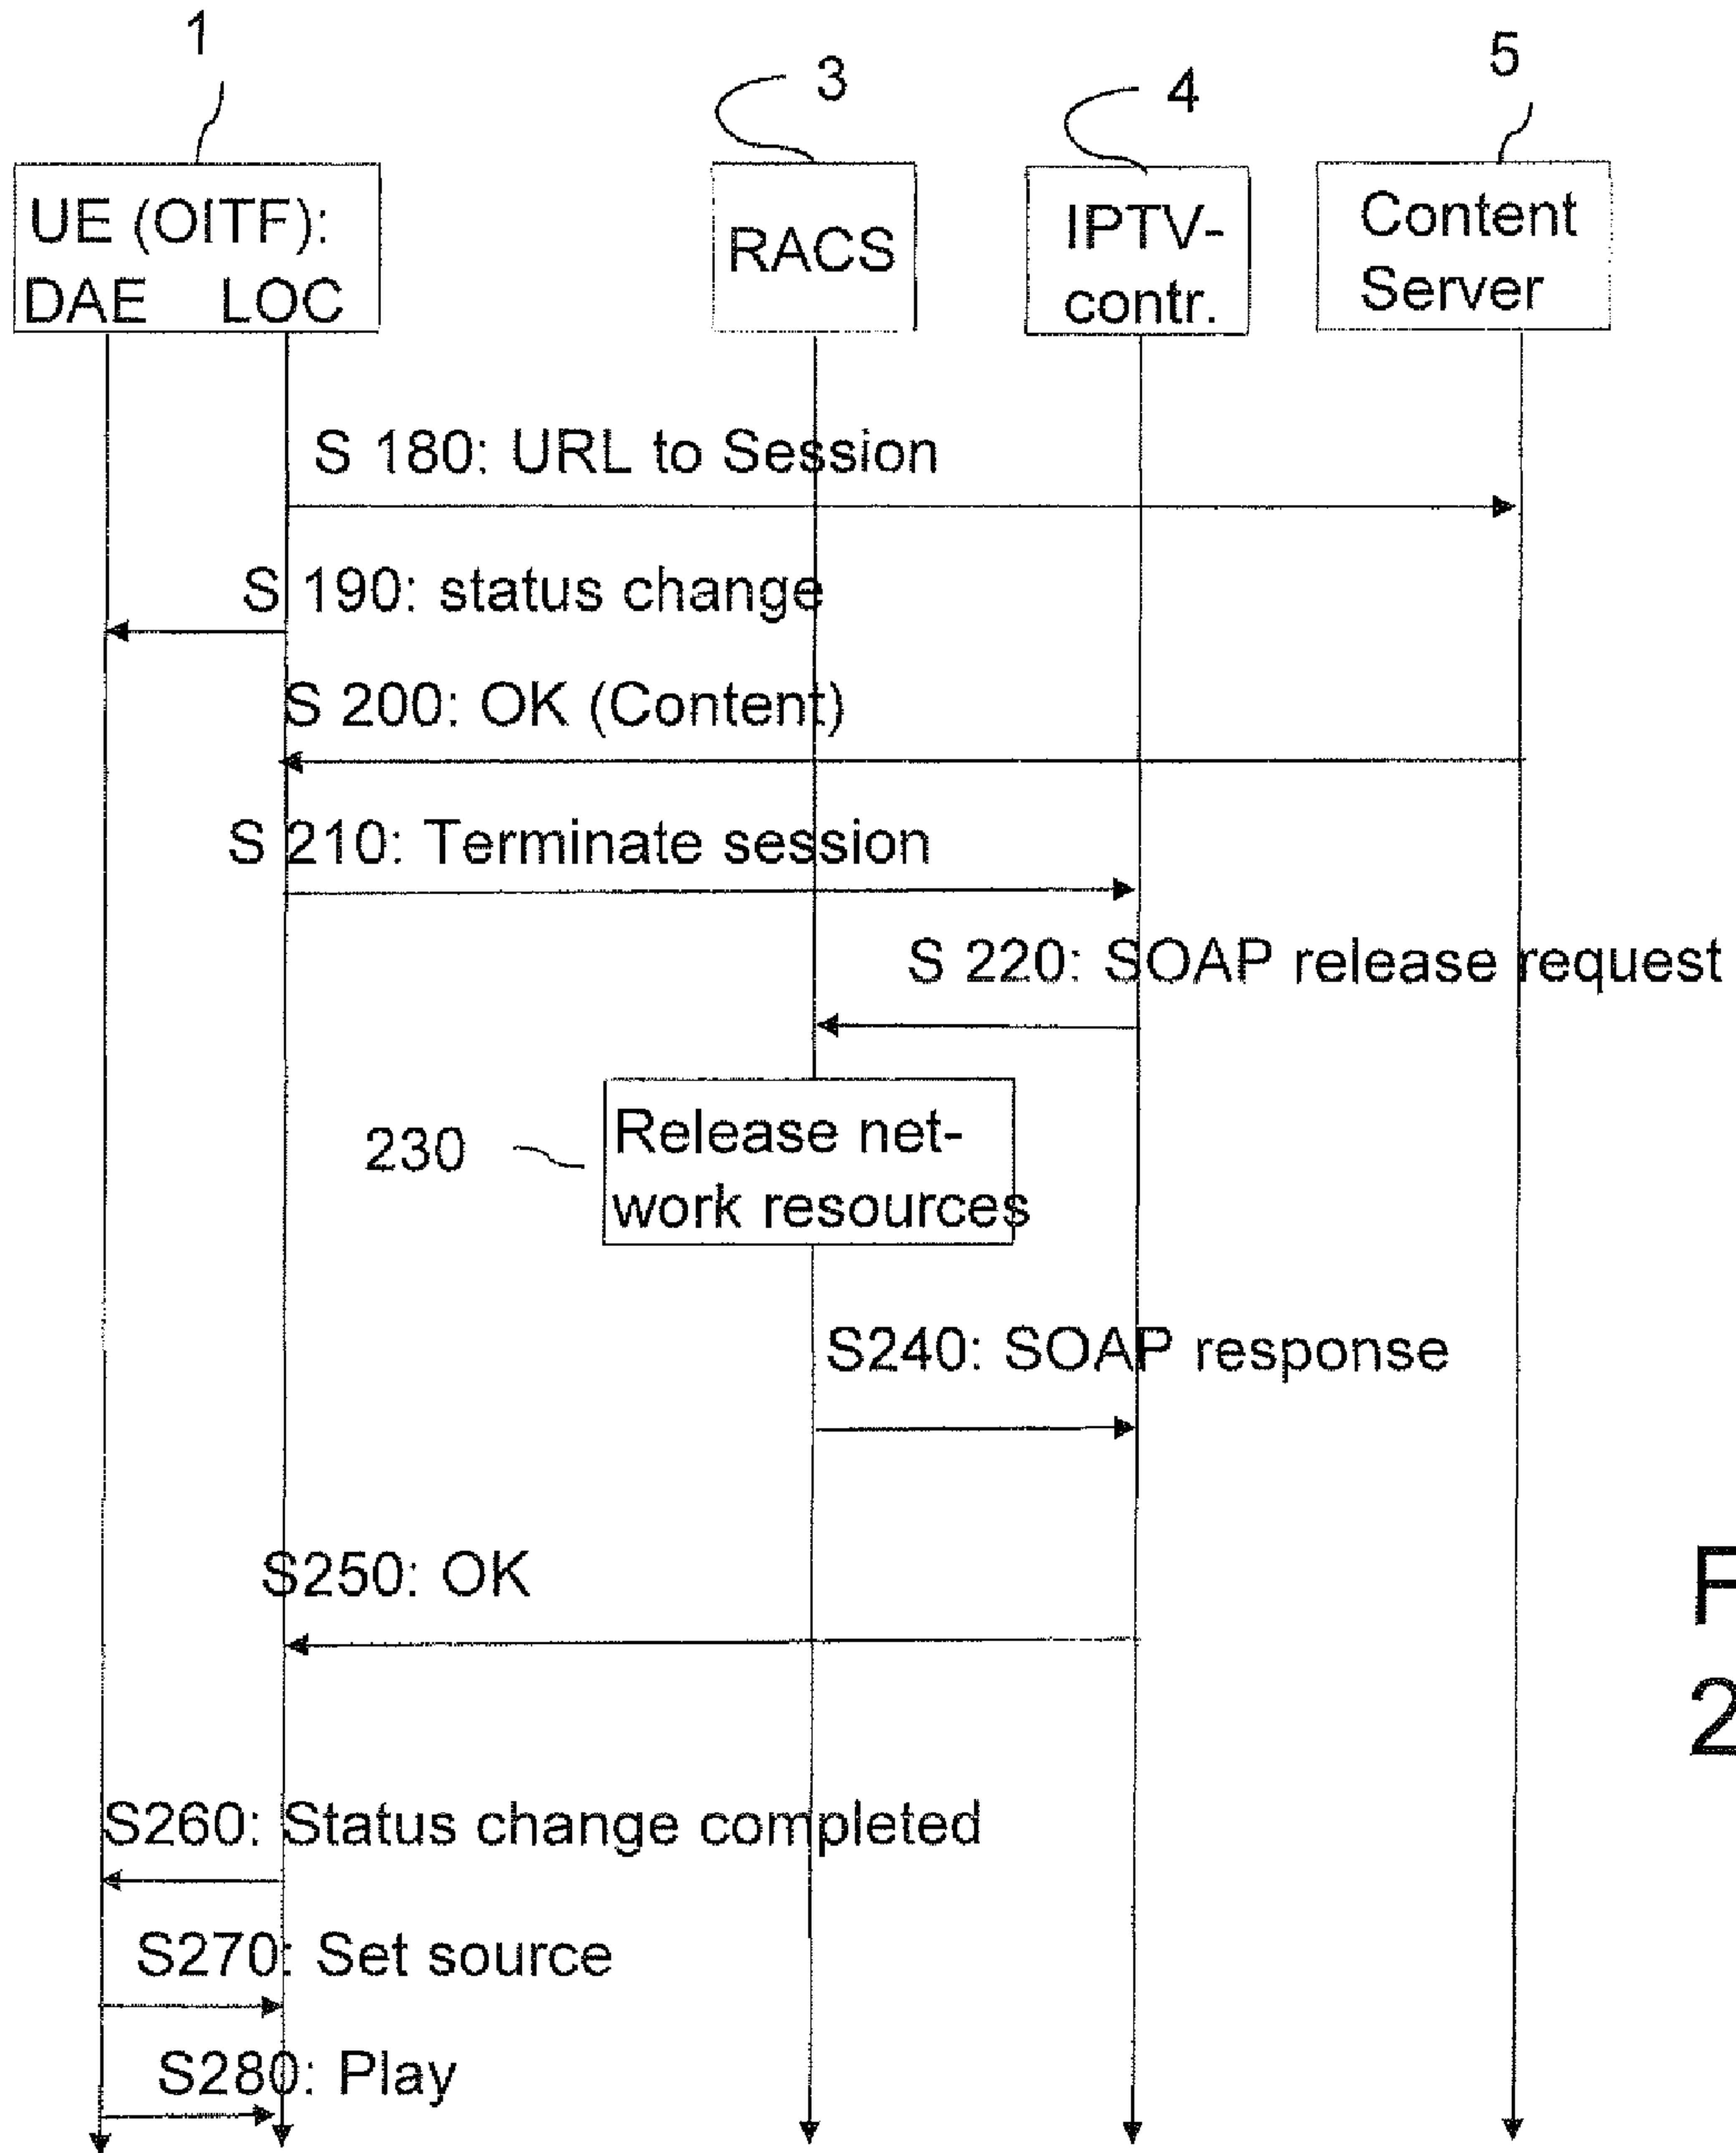 1
3
4
5
UE (OITF):
DAE LOC
RACS
IPTV-
contr.
Content
Server
S 180: URL to Session
S 190: status change
S 200: OK (Content)
S 210: Terminate session
S 220: SOAP release request
230
Release net-
work resources
S240: SOAP response
S250: OK
F
2
S260: Status change completed
S270: Set source
S280: Play